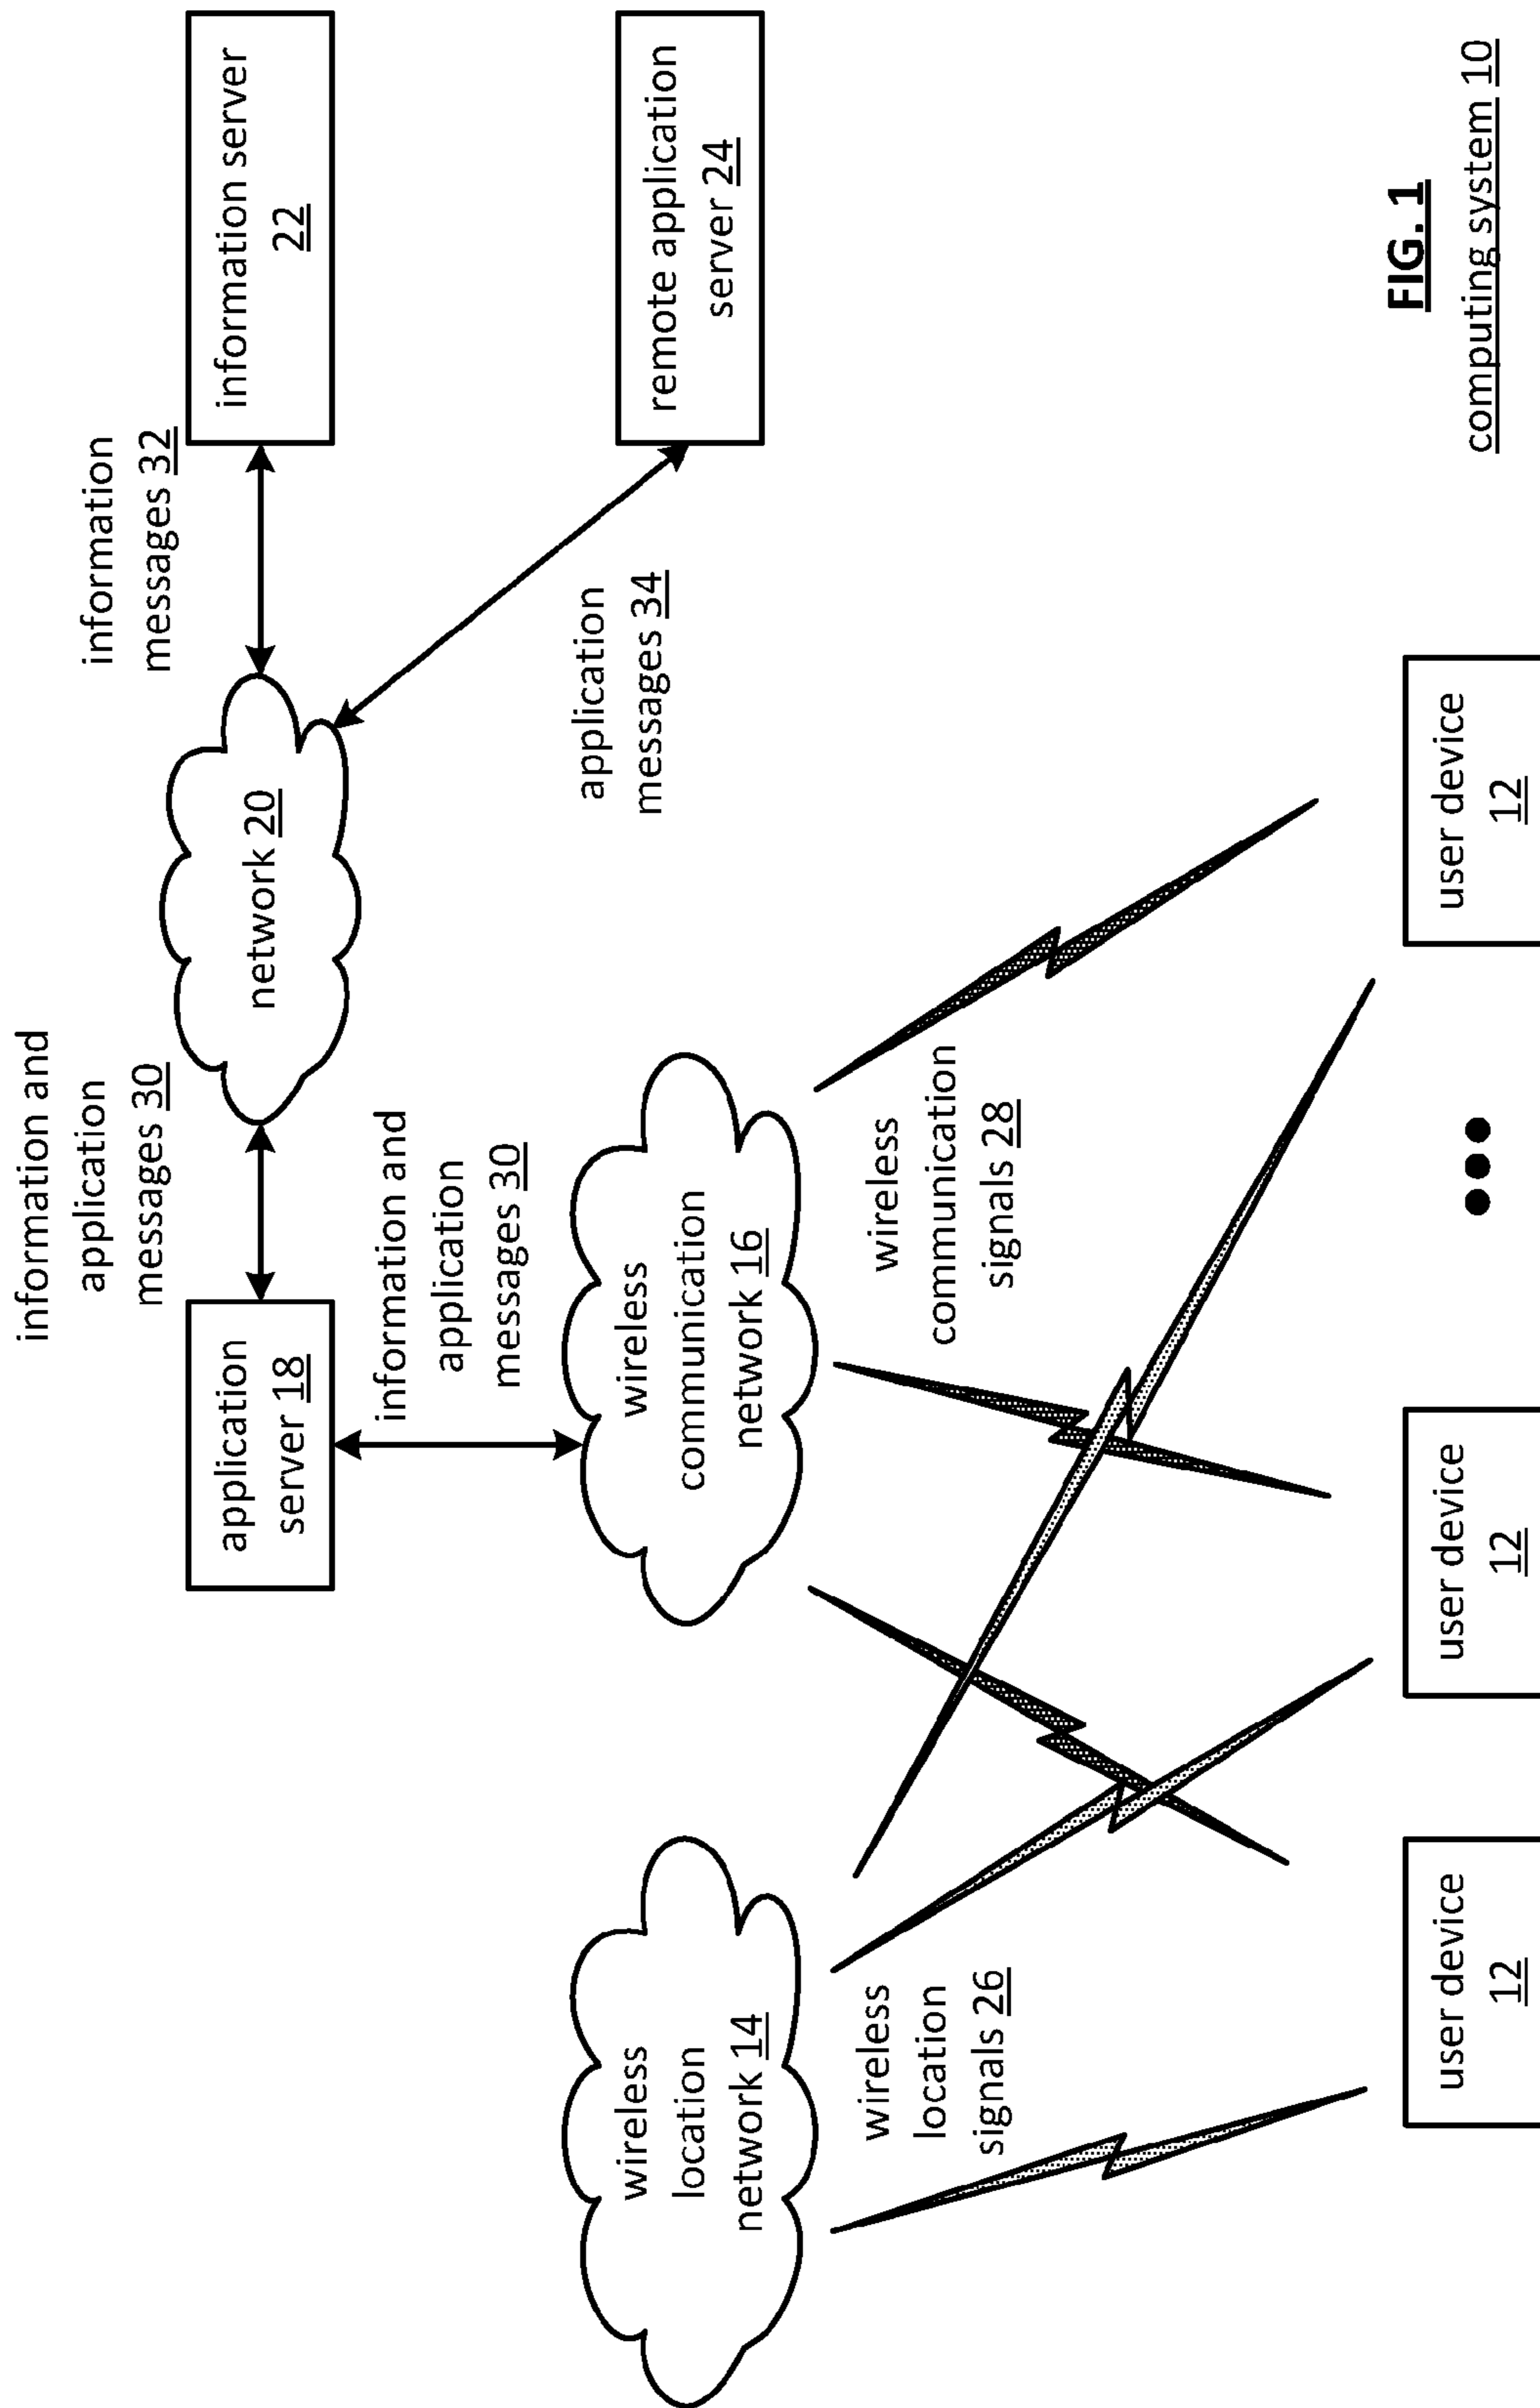 information and
application
messages 30
information
messages 32
application
server 18
network 20
information server
22
information and
application
messages 30
application
messages 34
remote application
server 24
wireless
location
network 14
wireless
communication
network 16
wireless
location
signals 26
wireless
communication
signals 28
user device
12
user device
12
user device
12
FIG. 1
computing system 10